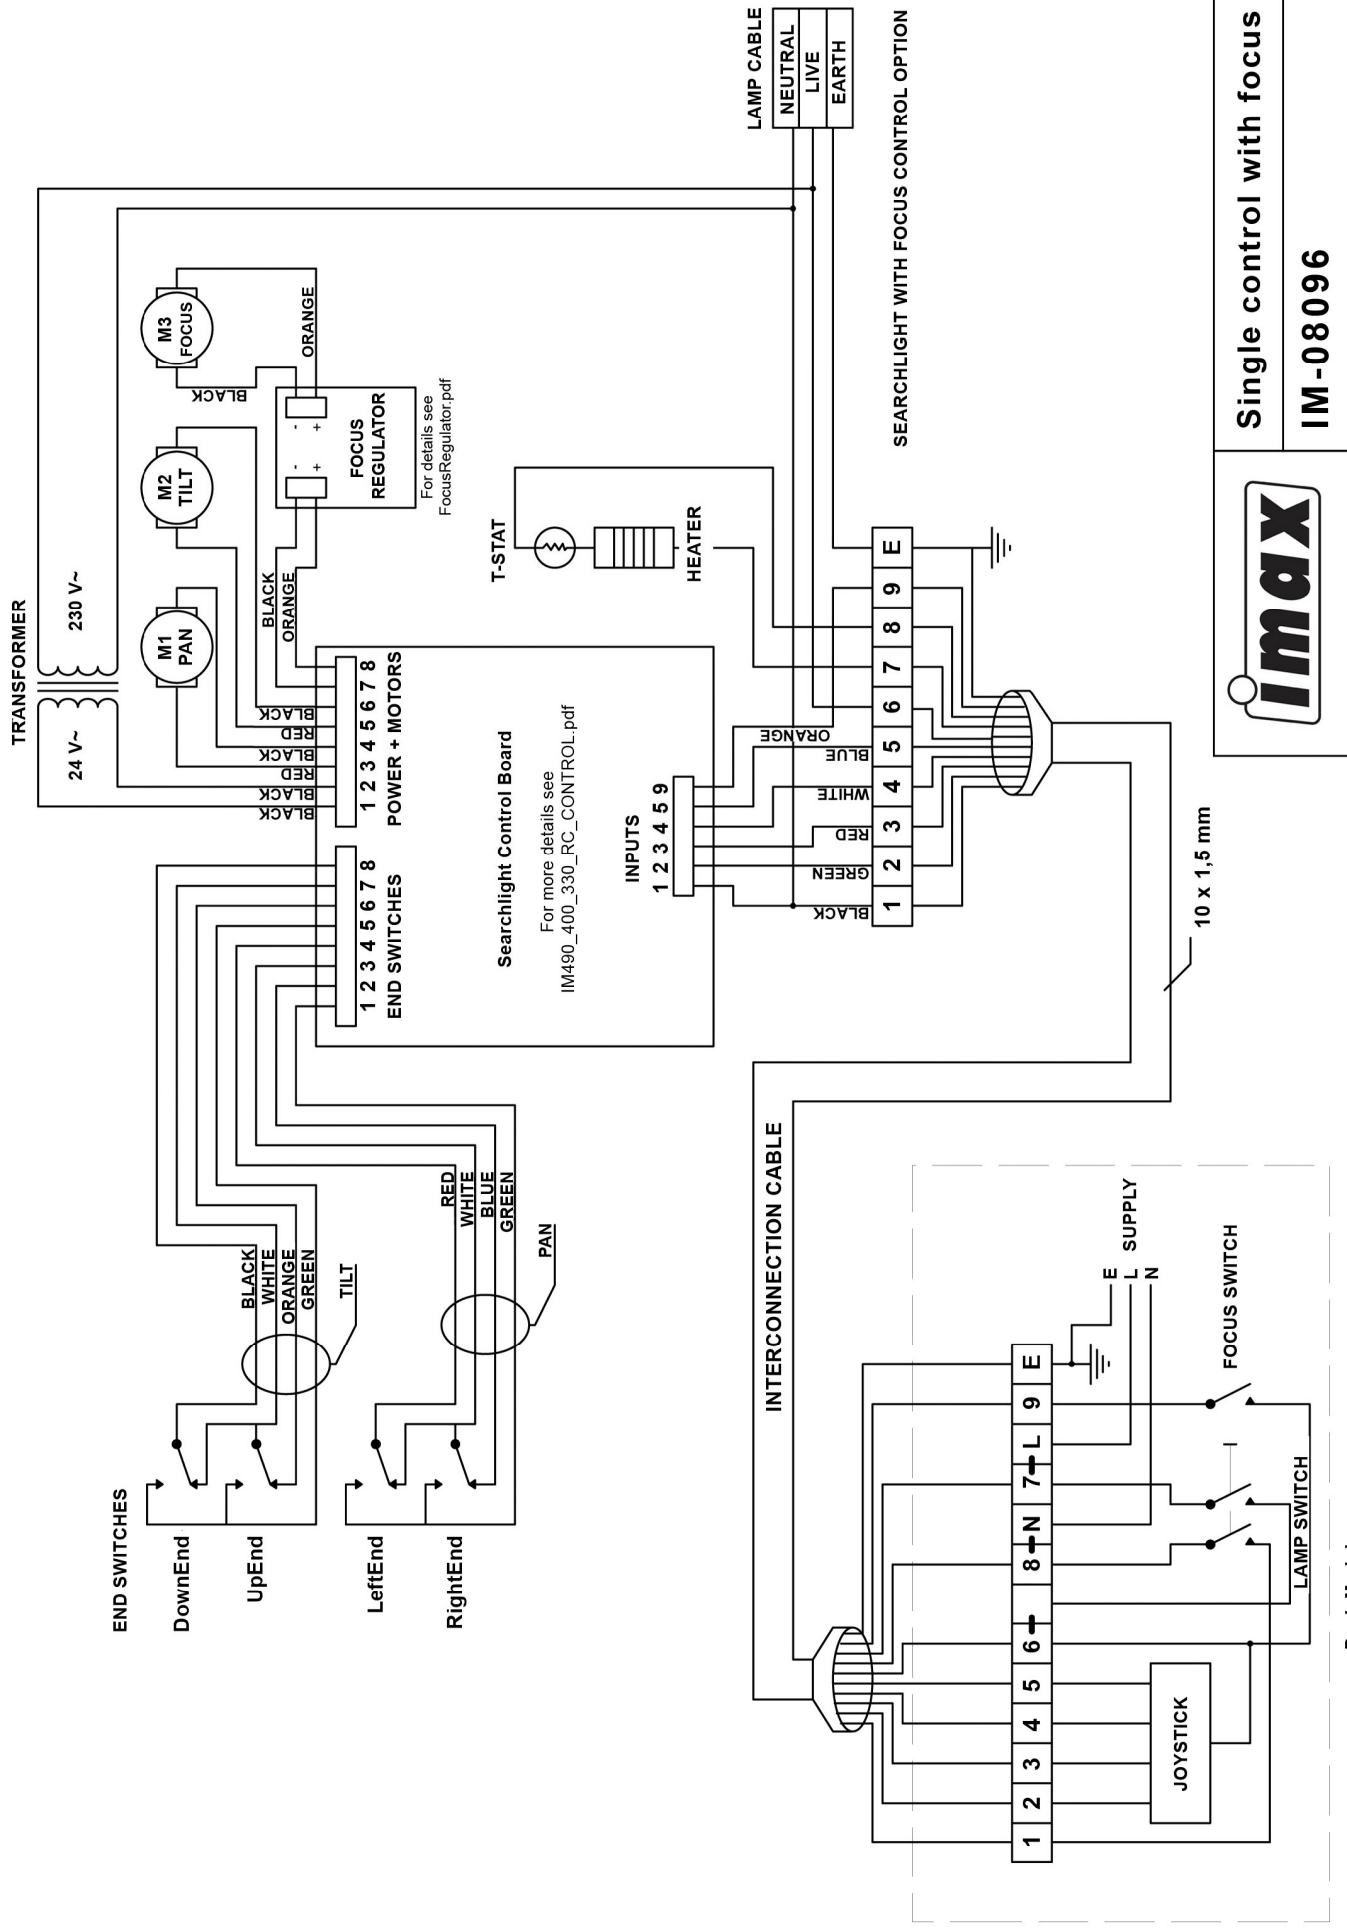 TRANSFORMER
24 V~
230 V~
M1
PAN
M2
TILT
M3
FOCUS
BLACK
ORANGE
FOCUS
REGULATOR
-
+
-
+
For details see
FocusRegulator.pdf
BLACK
ORANGE
BLACK
BLACK
RED
BLACK
RED
BLACK
1 2 3 4 5 6 7 8
POWER + MOTORS
1 2 3 4 5 6 7 8
END SWITCHES
Searchlight Control Board
For more details see
IM490_400_330_RC_CONTROL.pdf
INPUTS
1 2 3 4 5 9
T-STAT
HEATER
LAMP CABLE
NEUTRAL
LIVE
EARTH
SEARCHLIGHT WITH FOCUS CONTROL OPTION
BLACK
GREEN
RED
WHITE
BLUE
ORANGE
1 2 3 4 5 6 7 8 9 E
10 x 1,5 mm
END SWITCHES
DownEnd
UpEnd
LeftEnd
RightEnd
BLACK
WHITE
ORANGE
GREEN
TILT
RED
WHITE
BLUE
GREEN
PAN
INTERCONNECTION CABLE
1 2 3 4 5 6 8 N 7 L 9 E
E
L
N
SUPPLY
FOCUS SWITCH
LAMP SWITCH
JOYSTICK
imax
Single control with focus
IM-08096